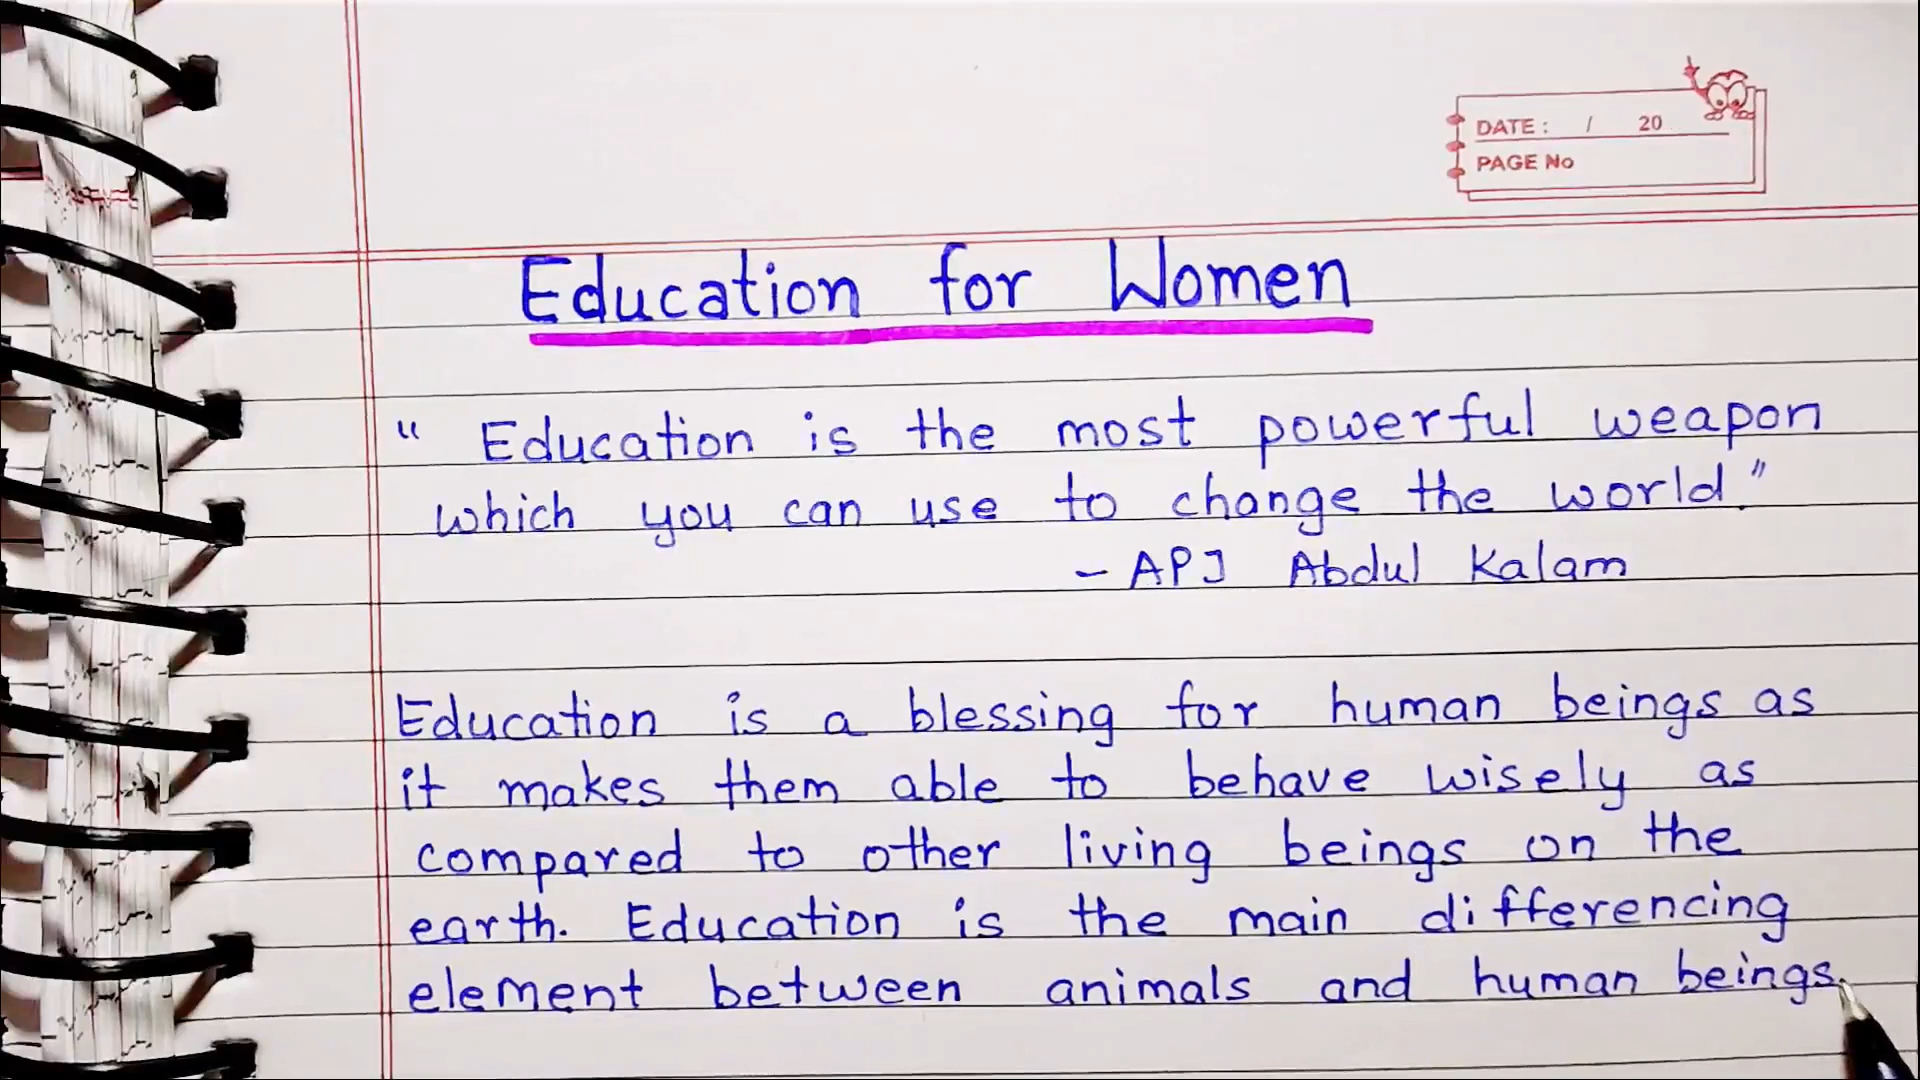 DATE : / 20
PAGE No
Education for Women
" Education is the most powerful weapon
which you can use to change the world."
- APJ Abdul Kalam
Education is a blessing for human beings as
it makes them able to behave wisely as
compared to other living beings on the
earth. Education is the main differencing
element between animals and human beings.